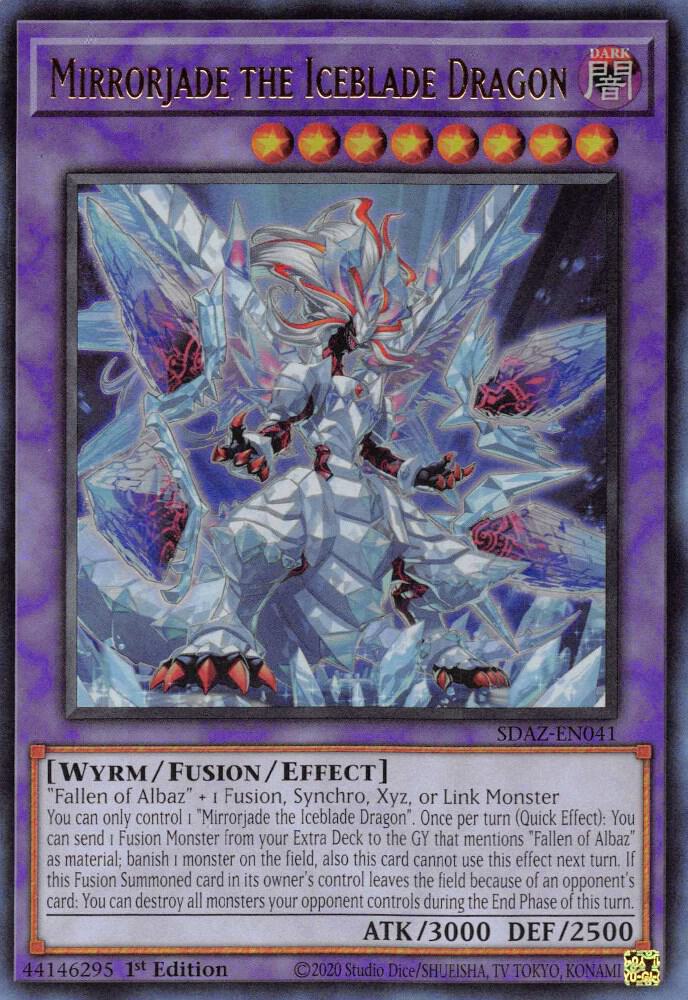 Mirrorjade the Iceblade Dragon
DARK
闇
SDAZ-EN041
[Wyrm/Fusion/Effect]
"Fallen of Albaz" + 1 Fusion, Synchro, Xyz, or Link Monster
You can only control 1 "Mirrorjade the Iceblade Dragon". Once per turn (Quick Effect): You
can send 1 Fusion Monster from your Extra Deck to the GY that mentions "Fallen of Albaz"
as material; banish 1 monster on the field, also this card cannot use this effect next turn. If
this Fusion Summoned card in its owner's control leaves the field because of an opponent's
card: You can destroy all monsters your opponent controls during the End Phase of this turn.
ATK/3000 DEF/2500
44146295 1st Edition ©2020 Studio Dice/SHUEISHA, TV TOKYO, KONAMI